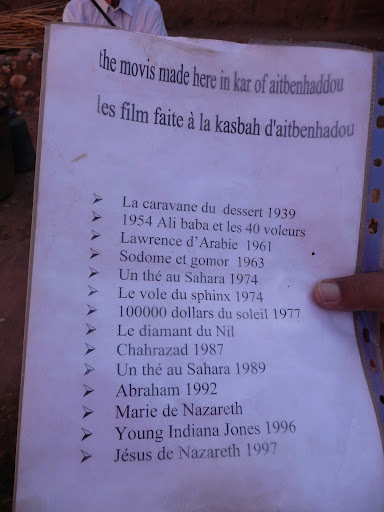 the movis made here in kar of aitbenhaddou
les film faite à la kasbah d'aitbenhadou
➢ La caravane du dessert 1939
➢ 1954 Ali baba et les 40 voleurs
➢ Lawrence d'Arabie 1961
➢ Sodome et gomor 1963
➢ Un thé au Sahara 1974
➢ Le vole du sphinx 1974
➢ 100000 dollars du soleil 1977
➢ Le diamant du Nil
➢ Chahrazad 1987
➢ Un thé au Sahara 1989
➢ Abraham 1992
➢ Marie de Nazareth
➢ Young Indiana Jones 1996
➢ Jésus de Nazareth 1997